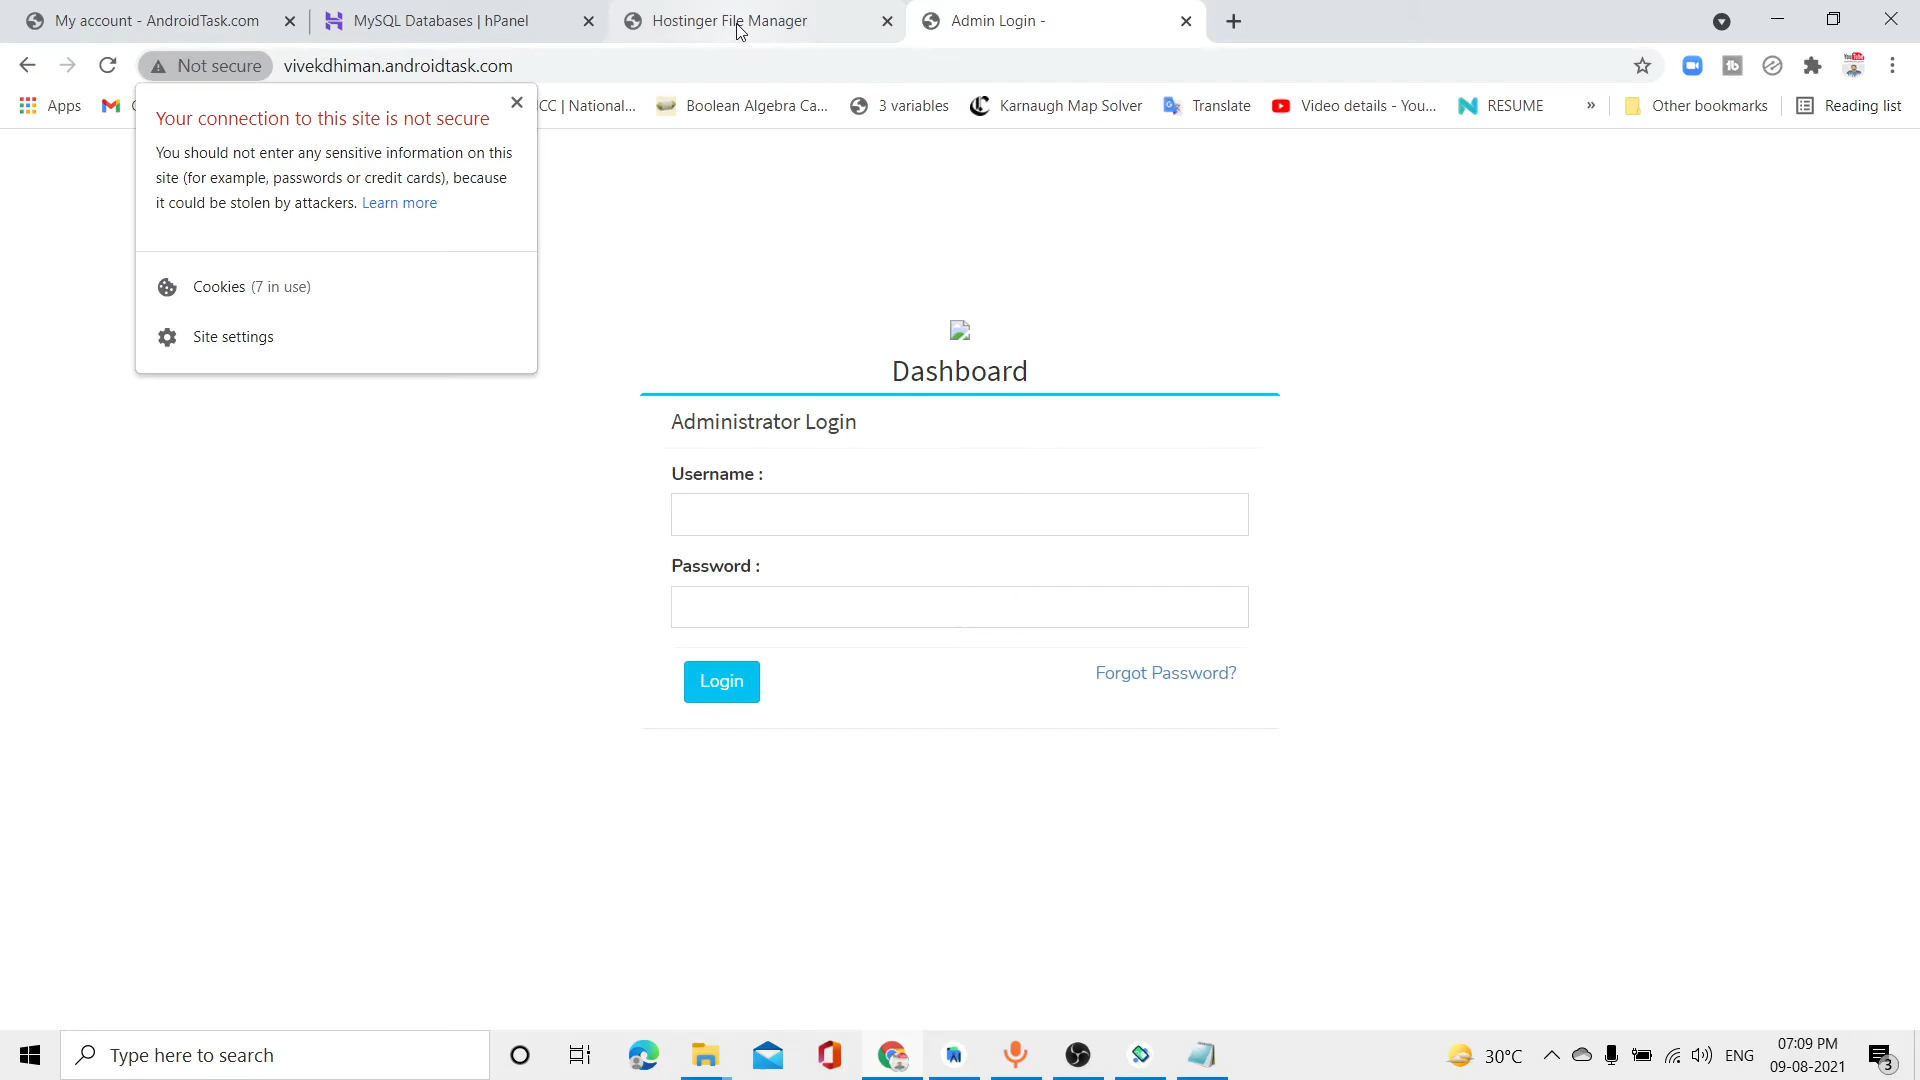 My account - AndroidTask.com
MySQL Databases | hPanel
Hostinger File Manager
Admin Login -
Not secure
vivekdhiman.androidtask.com
Apps
CC | National...
Boolean Algebra Ca...
3 variables
Karnaugh Map Solver
Translate
Video details - You...
RESUME
»
Other bookmarks
Reading list
Your connection to this site is not secure
You should not enter any sensitive information on this
site (for example, passwords or credit cards), because
it could be stolen by attackers. Learn more
Cookies (7 in use)
Site settings
Dashboard
Administrator Login
Username :
Password :
Login
Forgot Password?
Type here to search
30°C
ENG
07:09 PM
09-08-2021
3